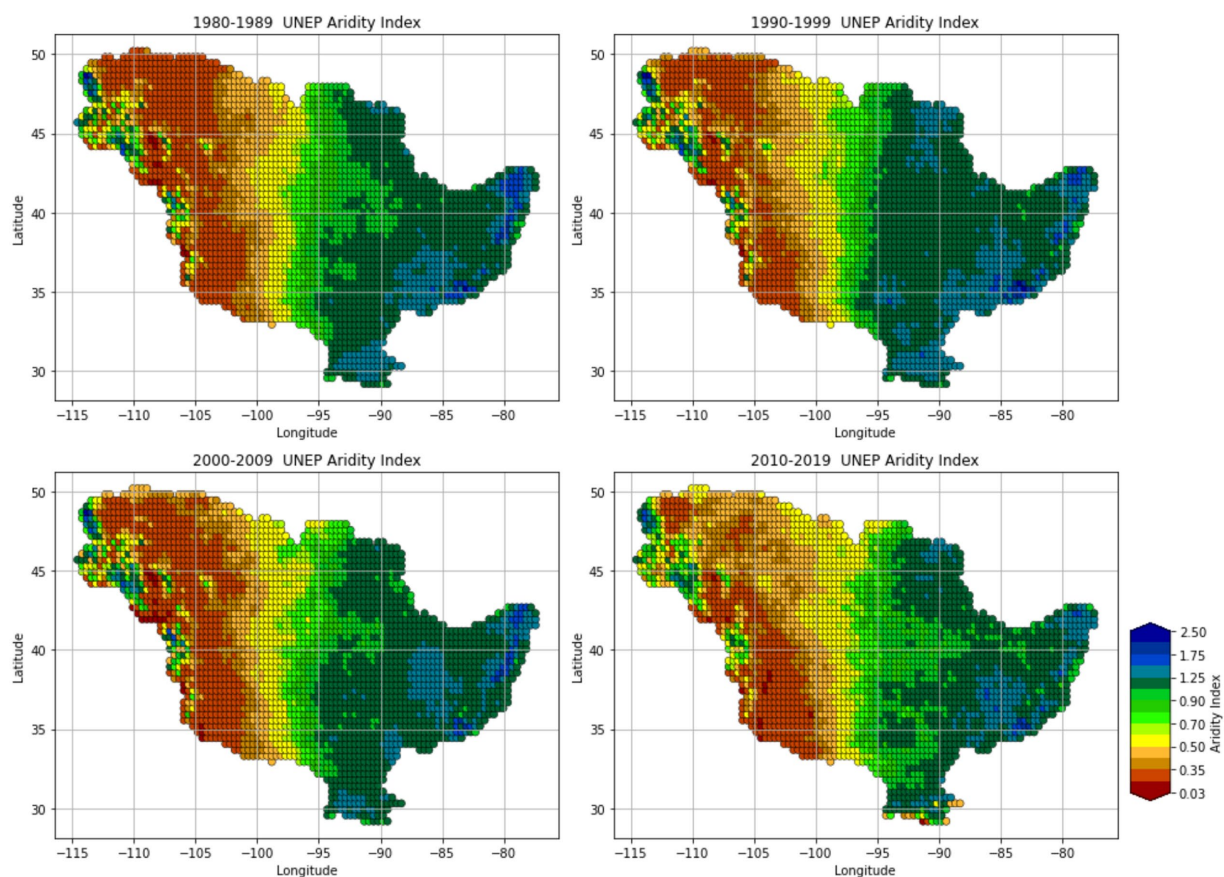 1980-1989 UNEP Aridity Index
50
45
40
35
30
Latitude
−115 −110 −105 −100 −95 −90 −85 −80
Longitude
1990-1999 UNEP Aridity Index
50
45
40
35
30
Latitude
−115 −110 −105 −100 −95 −90 −85 −80
Longitude
2000-2009 UNEP Aridity Index
50
45
40
35
30
Latitude
−115 −110 −105 −100 −95 −90 −85 −80
Longitude
2010-2019 UNEP Aridity Index
50
45
40
35
30
Latitude
−115 −110 −105 −100 −95 −90 −85 −80
Longitude
2.50
1.75
1.25
0.90
0.70
0.50
0.35
0.03
Aridity Index